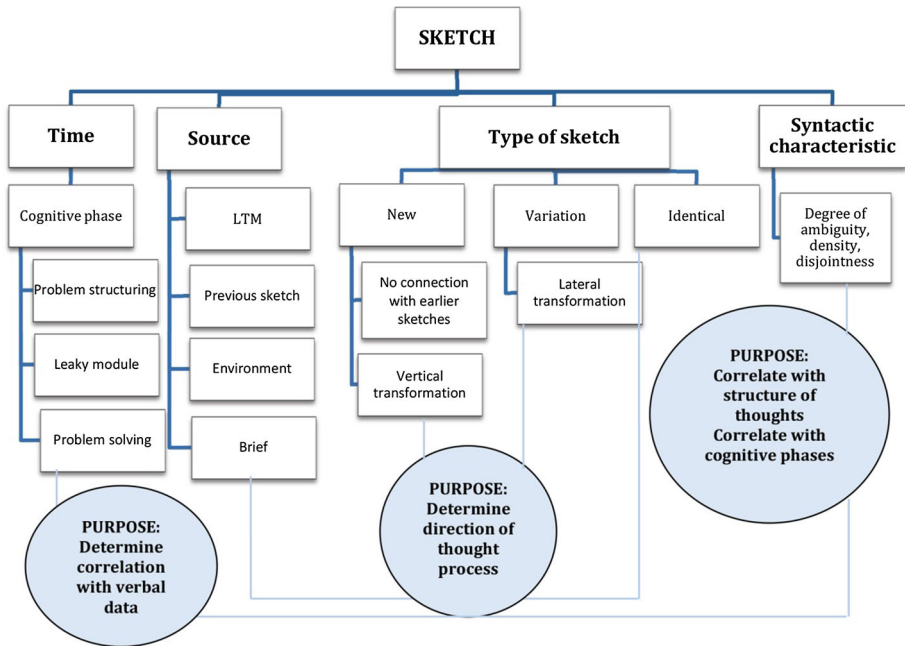 SKETCH
Time
Source
Type of sketch
Syntactic
characteristic
Cognitive phase
LTM
New
Variation
Identical
Degree of
ambiguity,
density,
disjointness
Problem structuring
Previous sketch
No connection
with earlier
sketches
Lateral
transformation
Leaky module
Environment
Vertical
transformation
Problem solving
Brief
PURPOSE:
Correlate with
structure of
thoughts
Correlate with
cognitive phases
PURPOSE:
Determine
direction of
thought
process
PURPOSE:
Determine
correlation
with verbal
data